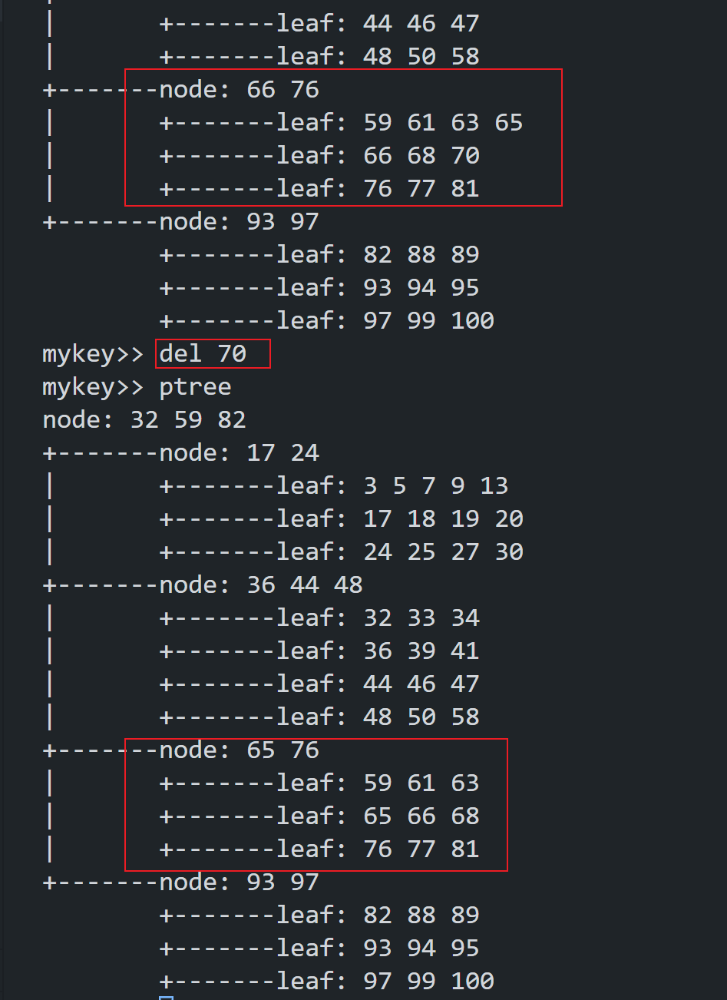 |       +-------leaf: 44 46 47
|       +-------leaf: 48 50 58
+-------node: 66 76
|       +-------leaf: 59 61 63 65
|       +-------leaf: 66 68 70
|       +-------leaf: 76 77 81
+-------node: 93 97
        +-------leaf: 82 88 89
        +-------leaf: 93 94 95
        +-------leaf: 97 99 100
mykey>> del 70
mykey>> ptree
node: 32 59 82
+-------node: 17 24
|       +-------leaf: 3 5 7 9 13
|       +-------leaf: 17 18 19 20
|       +-------leaf: 24 25 27 30
+-------node: 36 44 48
|       +-------leaf: 32 33 34
|       +-------leaf: 36 39 41
|       +-------leaf: 44 46 47
|       +-------leaf: 48 50 58
+-------node: 65 76
|       +-------leaf: 59 61 63
|       +-------leaf: 65 66 68
|       +-------leaf: 76 77 81
+-------node: 93 97
        +-------leaf: 82 88 89
        +-------leaf: 93 94 95
        +-------leaf: 97 99 100